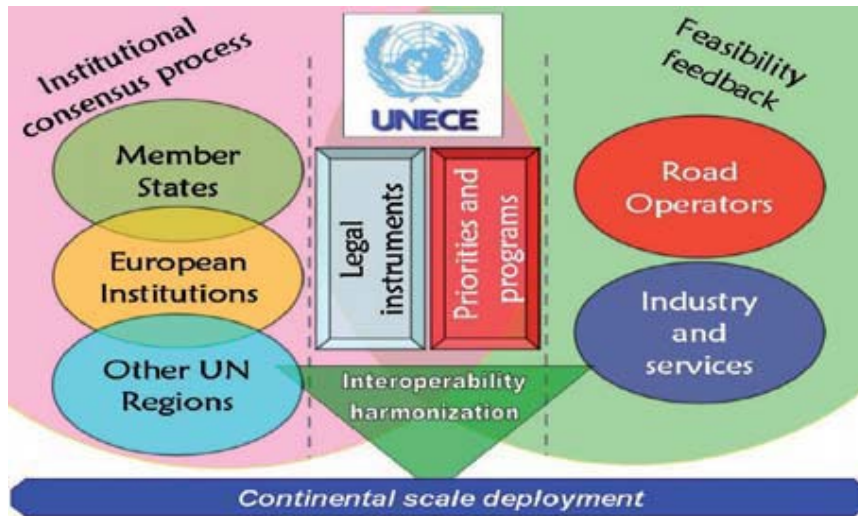 Institutional
consensus process
Member
States
European
Institutions
Other UN
Regions
UNECE
Legal
instruments
Priorities and
programs
Interoperability
harmonization
Feasibility
feedback
Road
Operators
Industry
and
services
Continental scale deployment